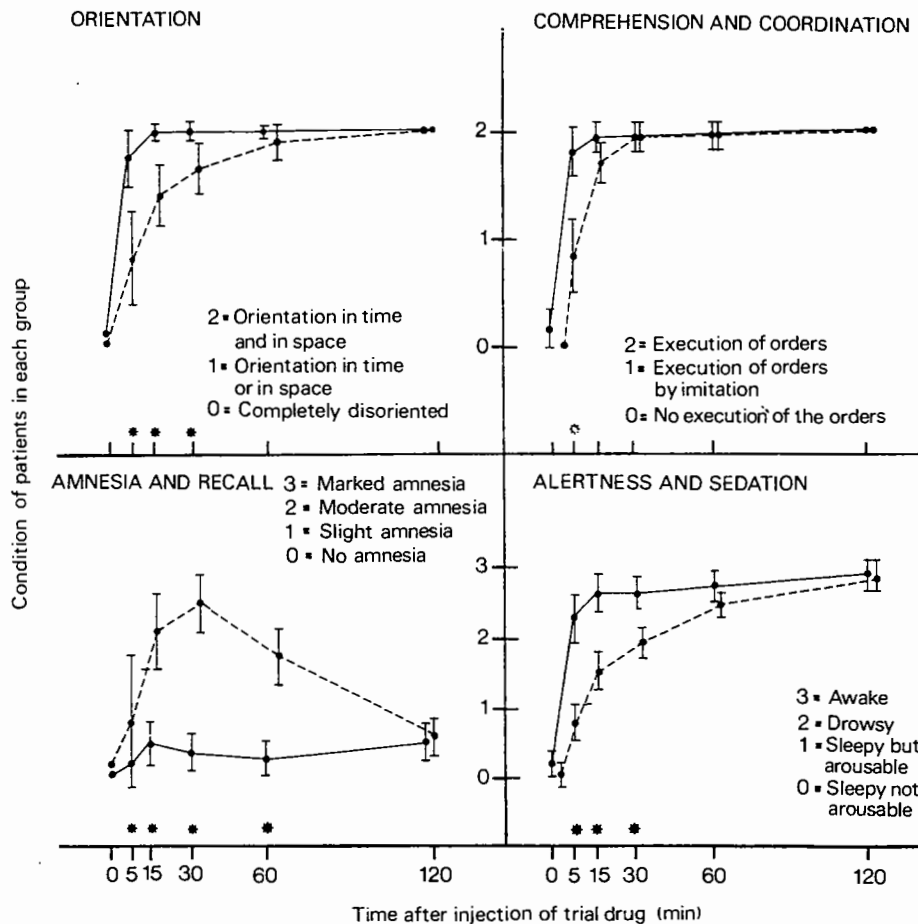 ORIENTATION
2 = Orientation in time
and in space
1 = Orientation in time
or in space
0 = Completely disoriented
* * *
COMPREHENSION AND COORDINATION
2
1
0
2 = Execution of orders
1 = Execution of orders
by imitation
0 = No execution of the orders
*
Condition of patients in each group
AMNESIA AND RECALL
3 = Marked amnesia
2 = Moderate amnesia
1 = Slight amnesia
0 = No amnesia
* * * *
0 5 15 30 60 120
ALERTNESS AND SEDATION
3
2
1
0
3 = Awake
2 = Drowsy
1 = Sleepy but
arousable
0 = Sleepy not
arousable
* * *
0 5 15 30 60 120
Time after injection of trial drug (min)